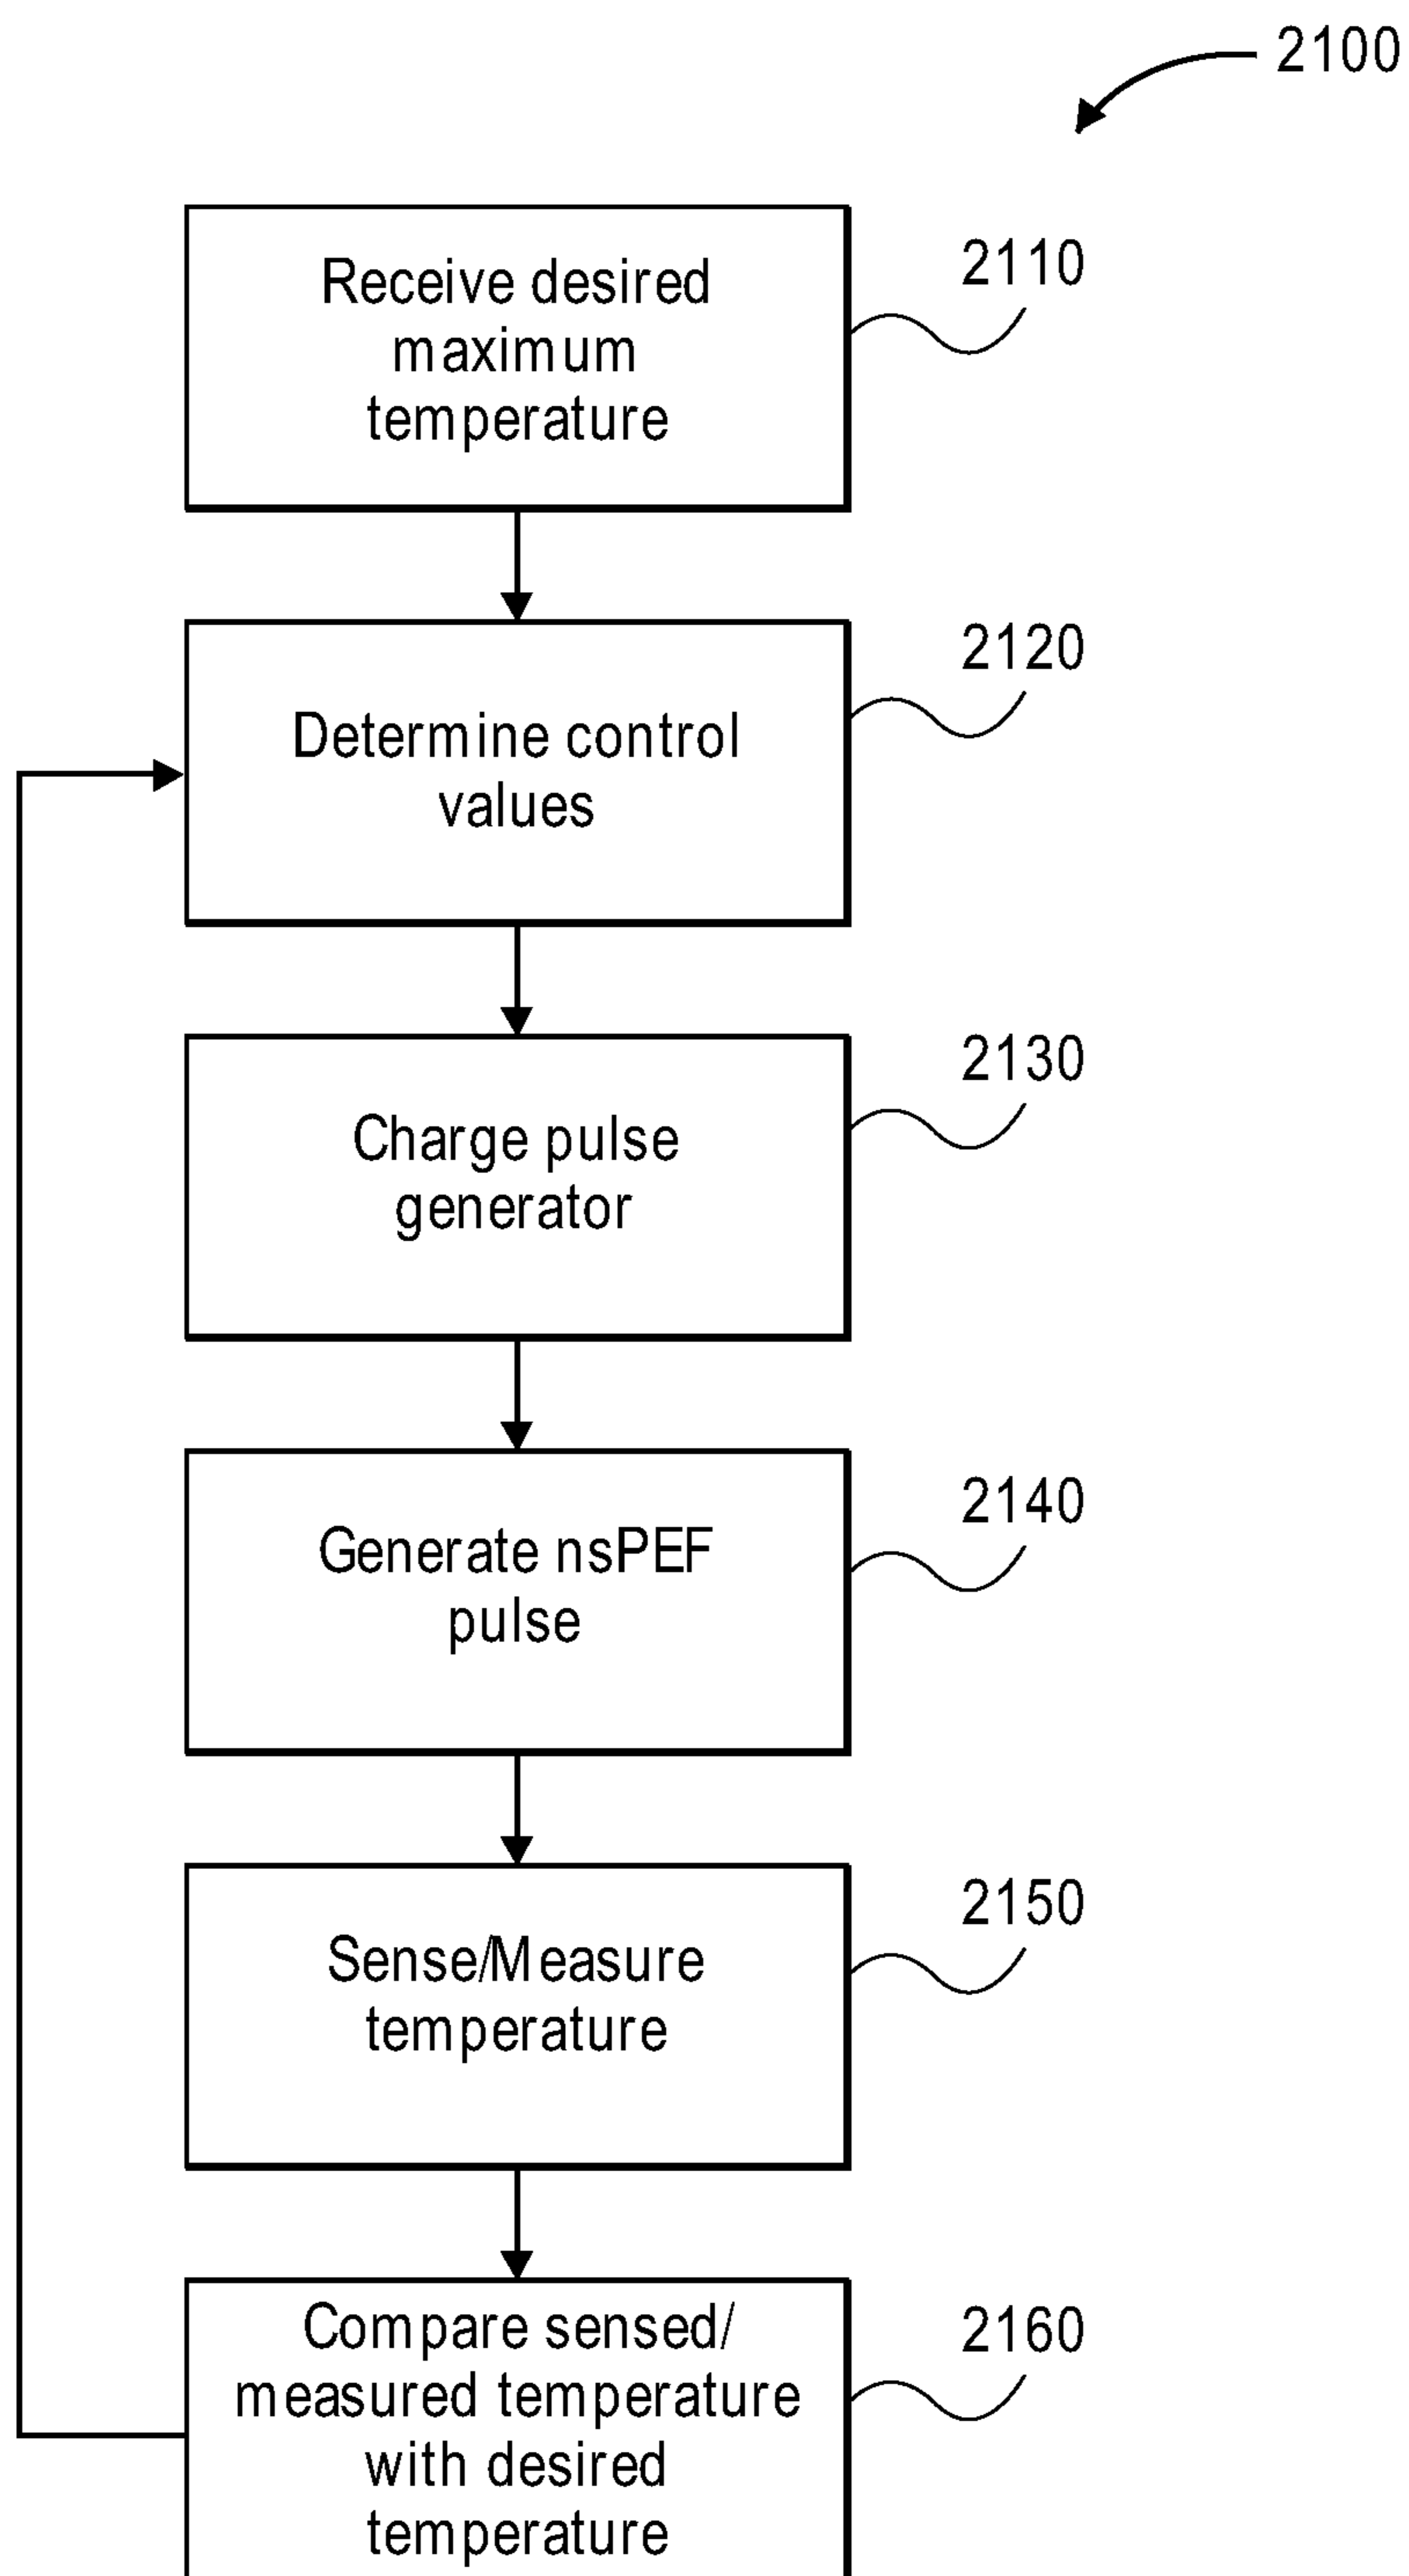 2100
Receive desired
maximum
temperature
2110
Determine control
values
2120
Charge pulse
generator
2130
Generate nsPEF
pulse
2140
Sense/Measure
temperature
2150
Compare sensed/
measured temperature
with desired
temperature
2160